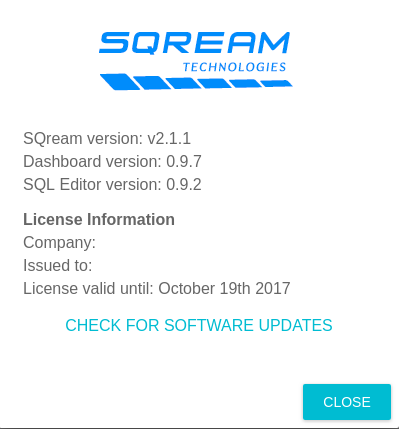 SQREAM
TECHNOLOGIES
SQream version: v2.1.1
Dashboard version: 0.9.7
SQL Editor version: 0.9.2
License Information
Company:
Issued to:
License valid until: October 19th 2017
CHECK FOR SOFTWARE UPDATES
CLOSE